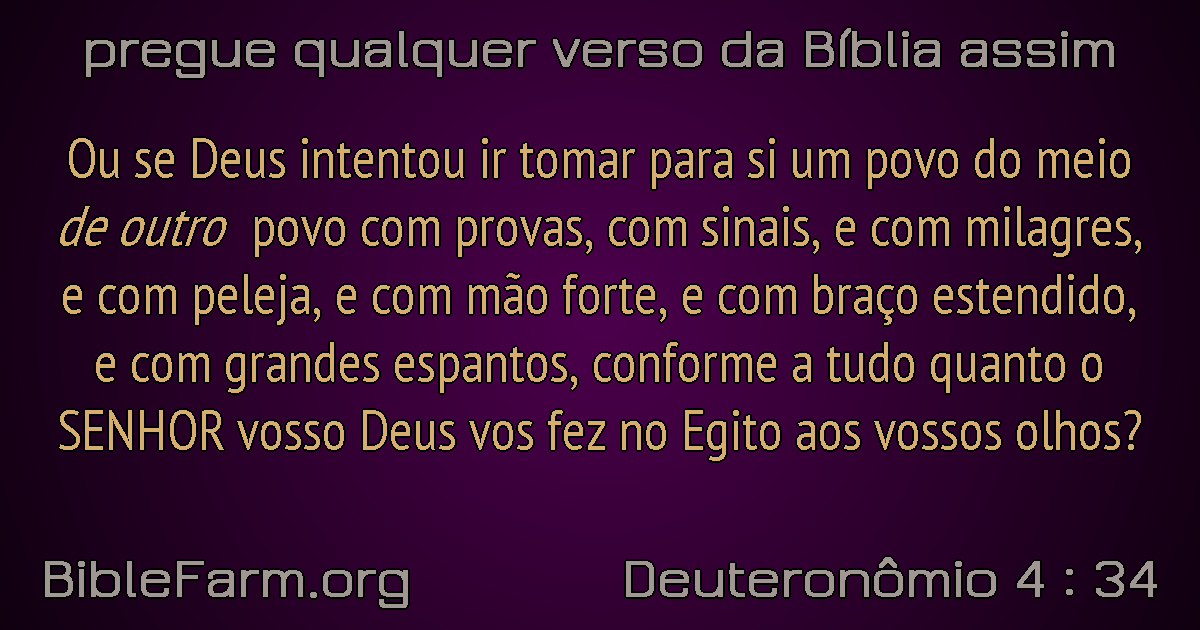 pregue qualquer verso da Bíblia assim
Ou se Deus intentou ir tomar para si um povo do meio
de outro povo com provas, com sinais, e com milagres,
e com peleja, e com mão forte, e com braço estendido,
e com grandes espantos, conforme a tudo quanto o
SENHOR vosso Deus vos fez no Egito aos vossos olhos?
BibleFarm.org
Deuteronômio 4 : 34